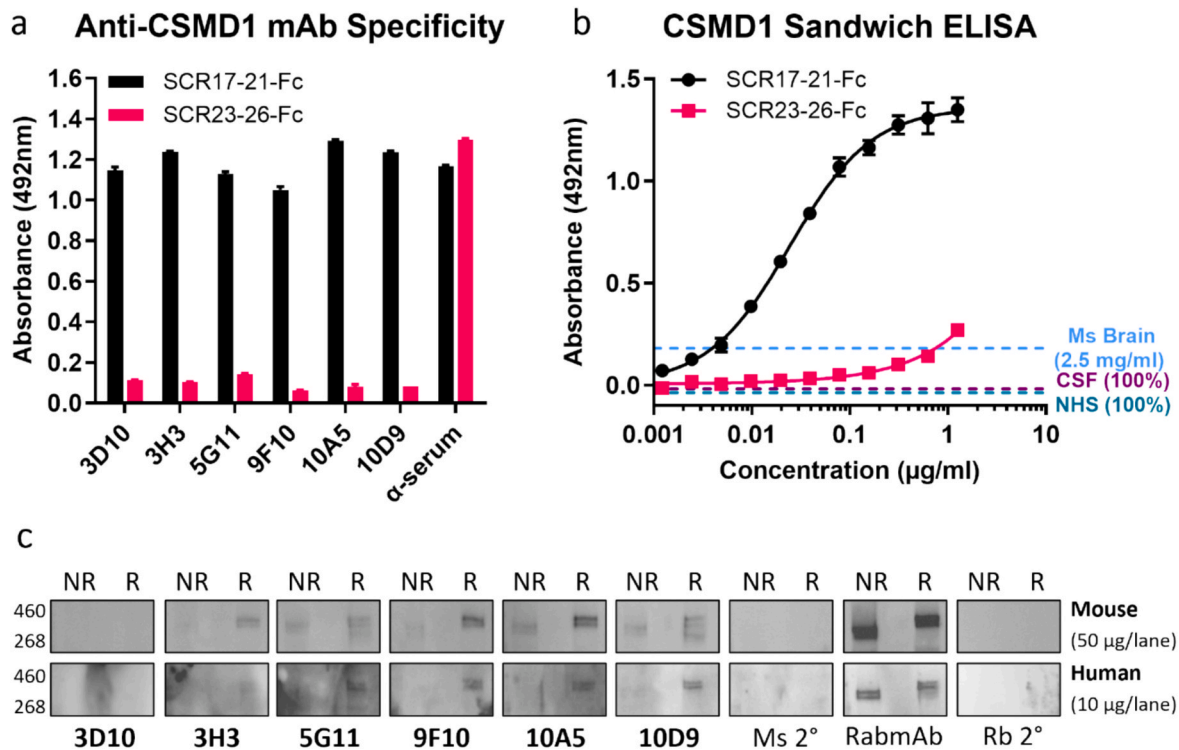 a Anti-CSMD1 mAb Specificity
SCR17-21-Fc
SCR23-26-Fc
Absorbance (492nm)
1.6
1.4
1.2
1.0
0.8
0.6
0.4
0.2
0.0
3D10 3H3 5G11 9F10 10A5 10D9 α-serum
b CSMD1 Sandwich ELISA
SCR17-21-Fc
SCR23-26-Fc
Absorbance (492nm)
1.5
1.0
0.5
0.0
Ms Brain
(2.5 mg/ml)
CSF (100%)
NHS (100%)
0.001 0.01 0.1 1 10
Concentration (µg/ml)
c
NR R NR R NR R NR R NR R NR R NR R NR R NR R
460
268
Mouse
(50 µg/lane)
460
268
Human
(10 µg/lane)
3D10 3H3 5G11 9F10 10A5 10D9 Ms 2° RabmAb Rb 2°